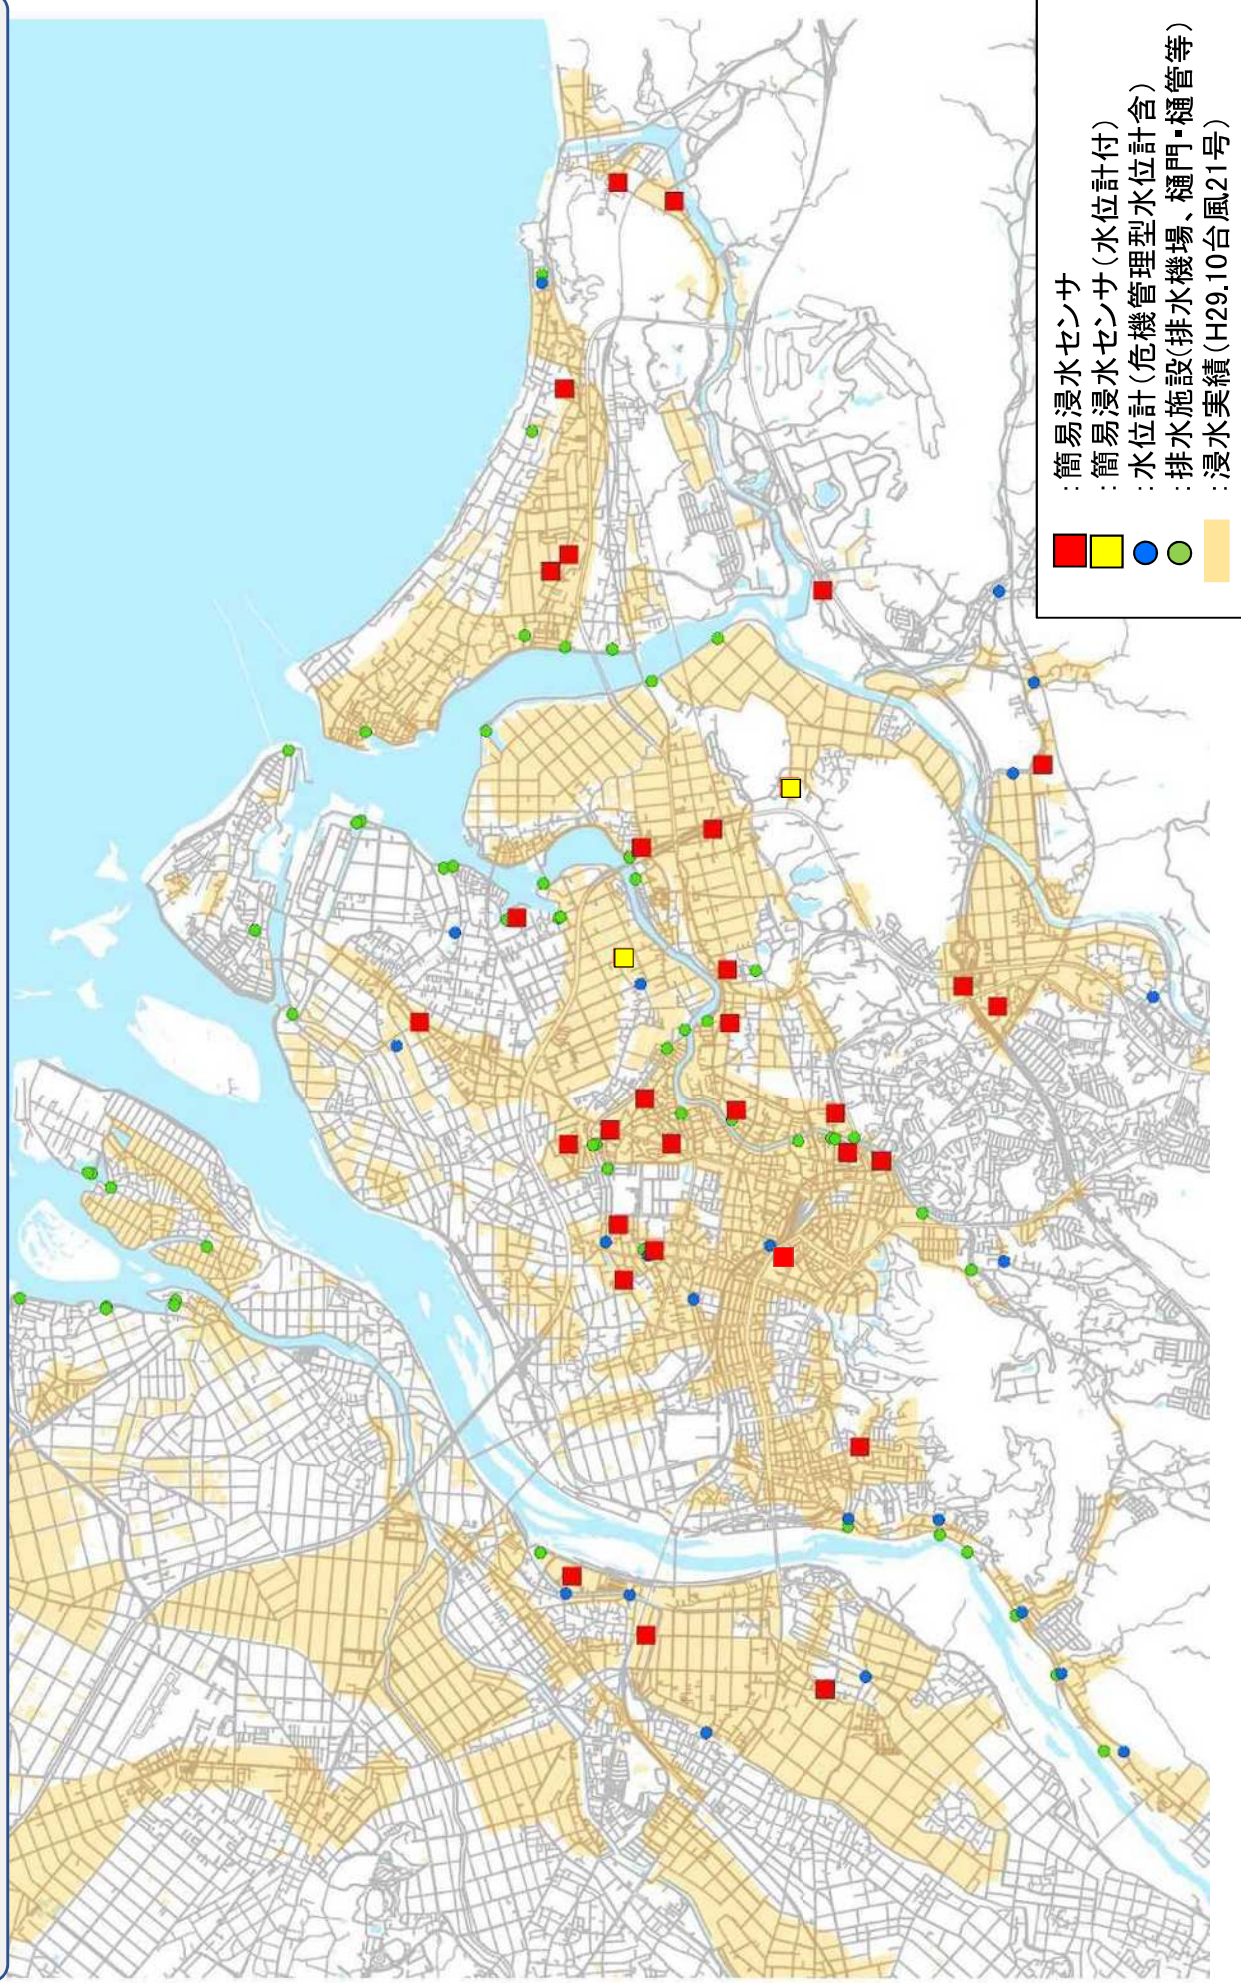 ：簡易浸水センサ
：簡易浸水センサ（水位計付）
：水位計（危機管理型水位計含）
：排水施設（排水機場、樋門・樋管等）
：浸水実績（H29.10台風21号）